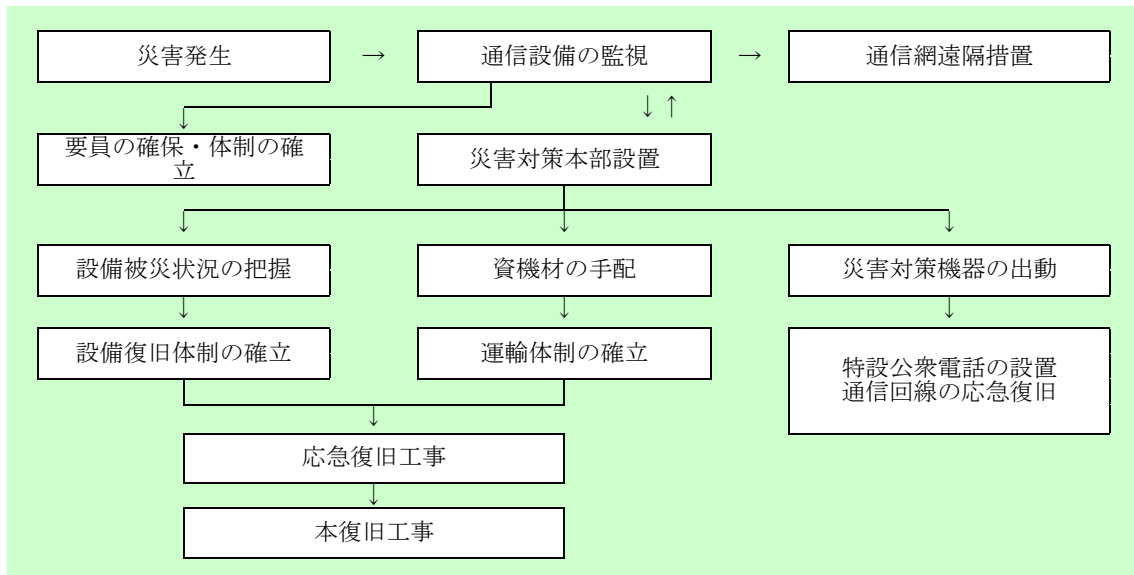 災害発生 → 通信設備の監視 → 通信網遠隔措置
↓ ↓↑
要員の確保・体制の確
立
災害対策本部設置
↓ ↓ ↓
設備被災状況の把握 資機材の手配 災害対策機器の出動
↓ ↓ ↓
設備復旧体制の確立 運輸体制の確立
特設公衆電話の設置
通信回線の応急復旧
↓
応急復旧工事
↓
本復旧工事